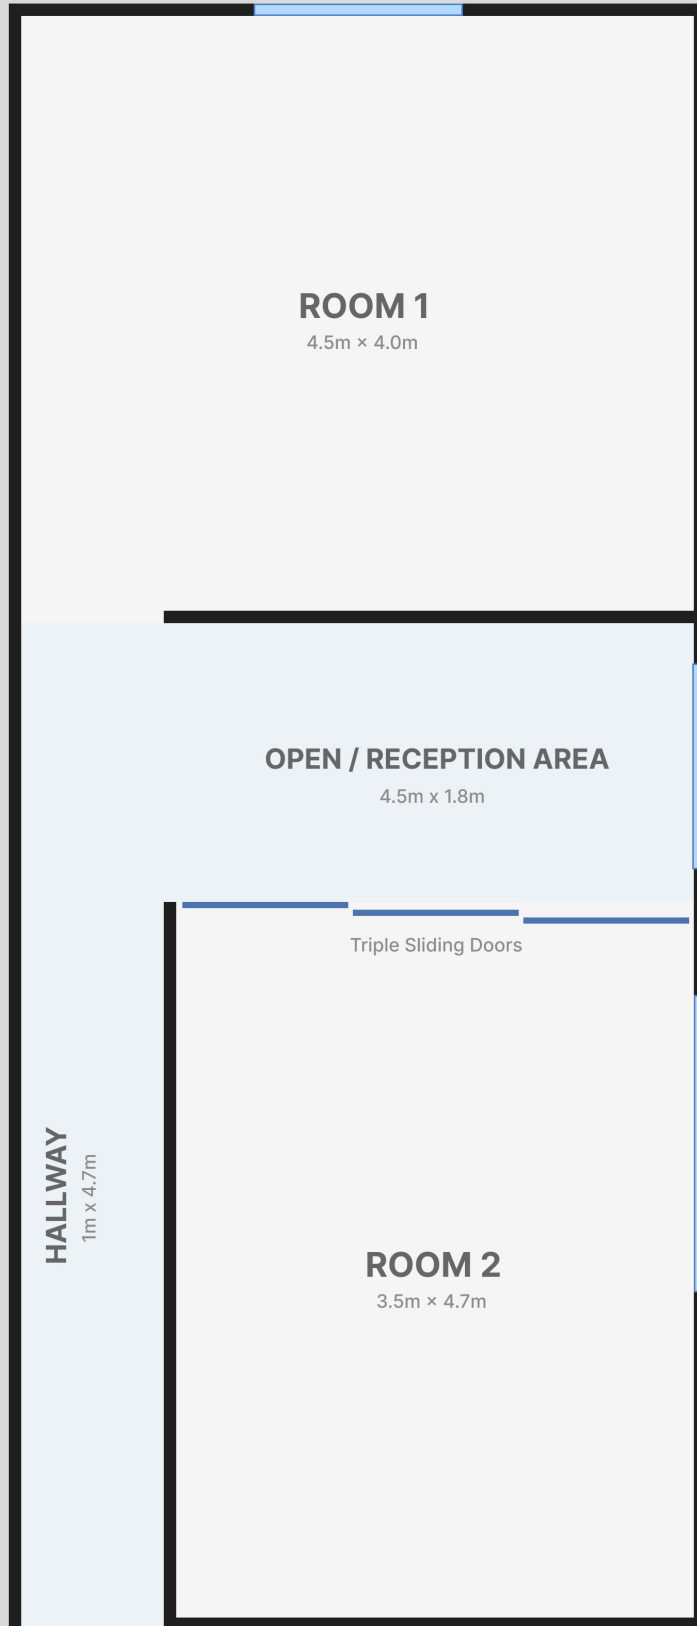 ROOM 1
4.5m × 4.0m
OPEN / RECEPTION AREA
4.5m x 1.8m
Triple Sliding Doors
HALLWAY
1m x 4.7m
ROOM 2
3.5m × 4.7m